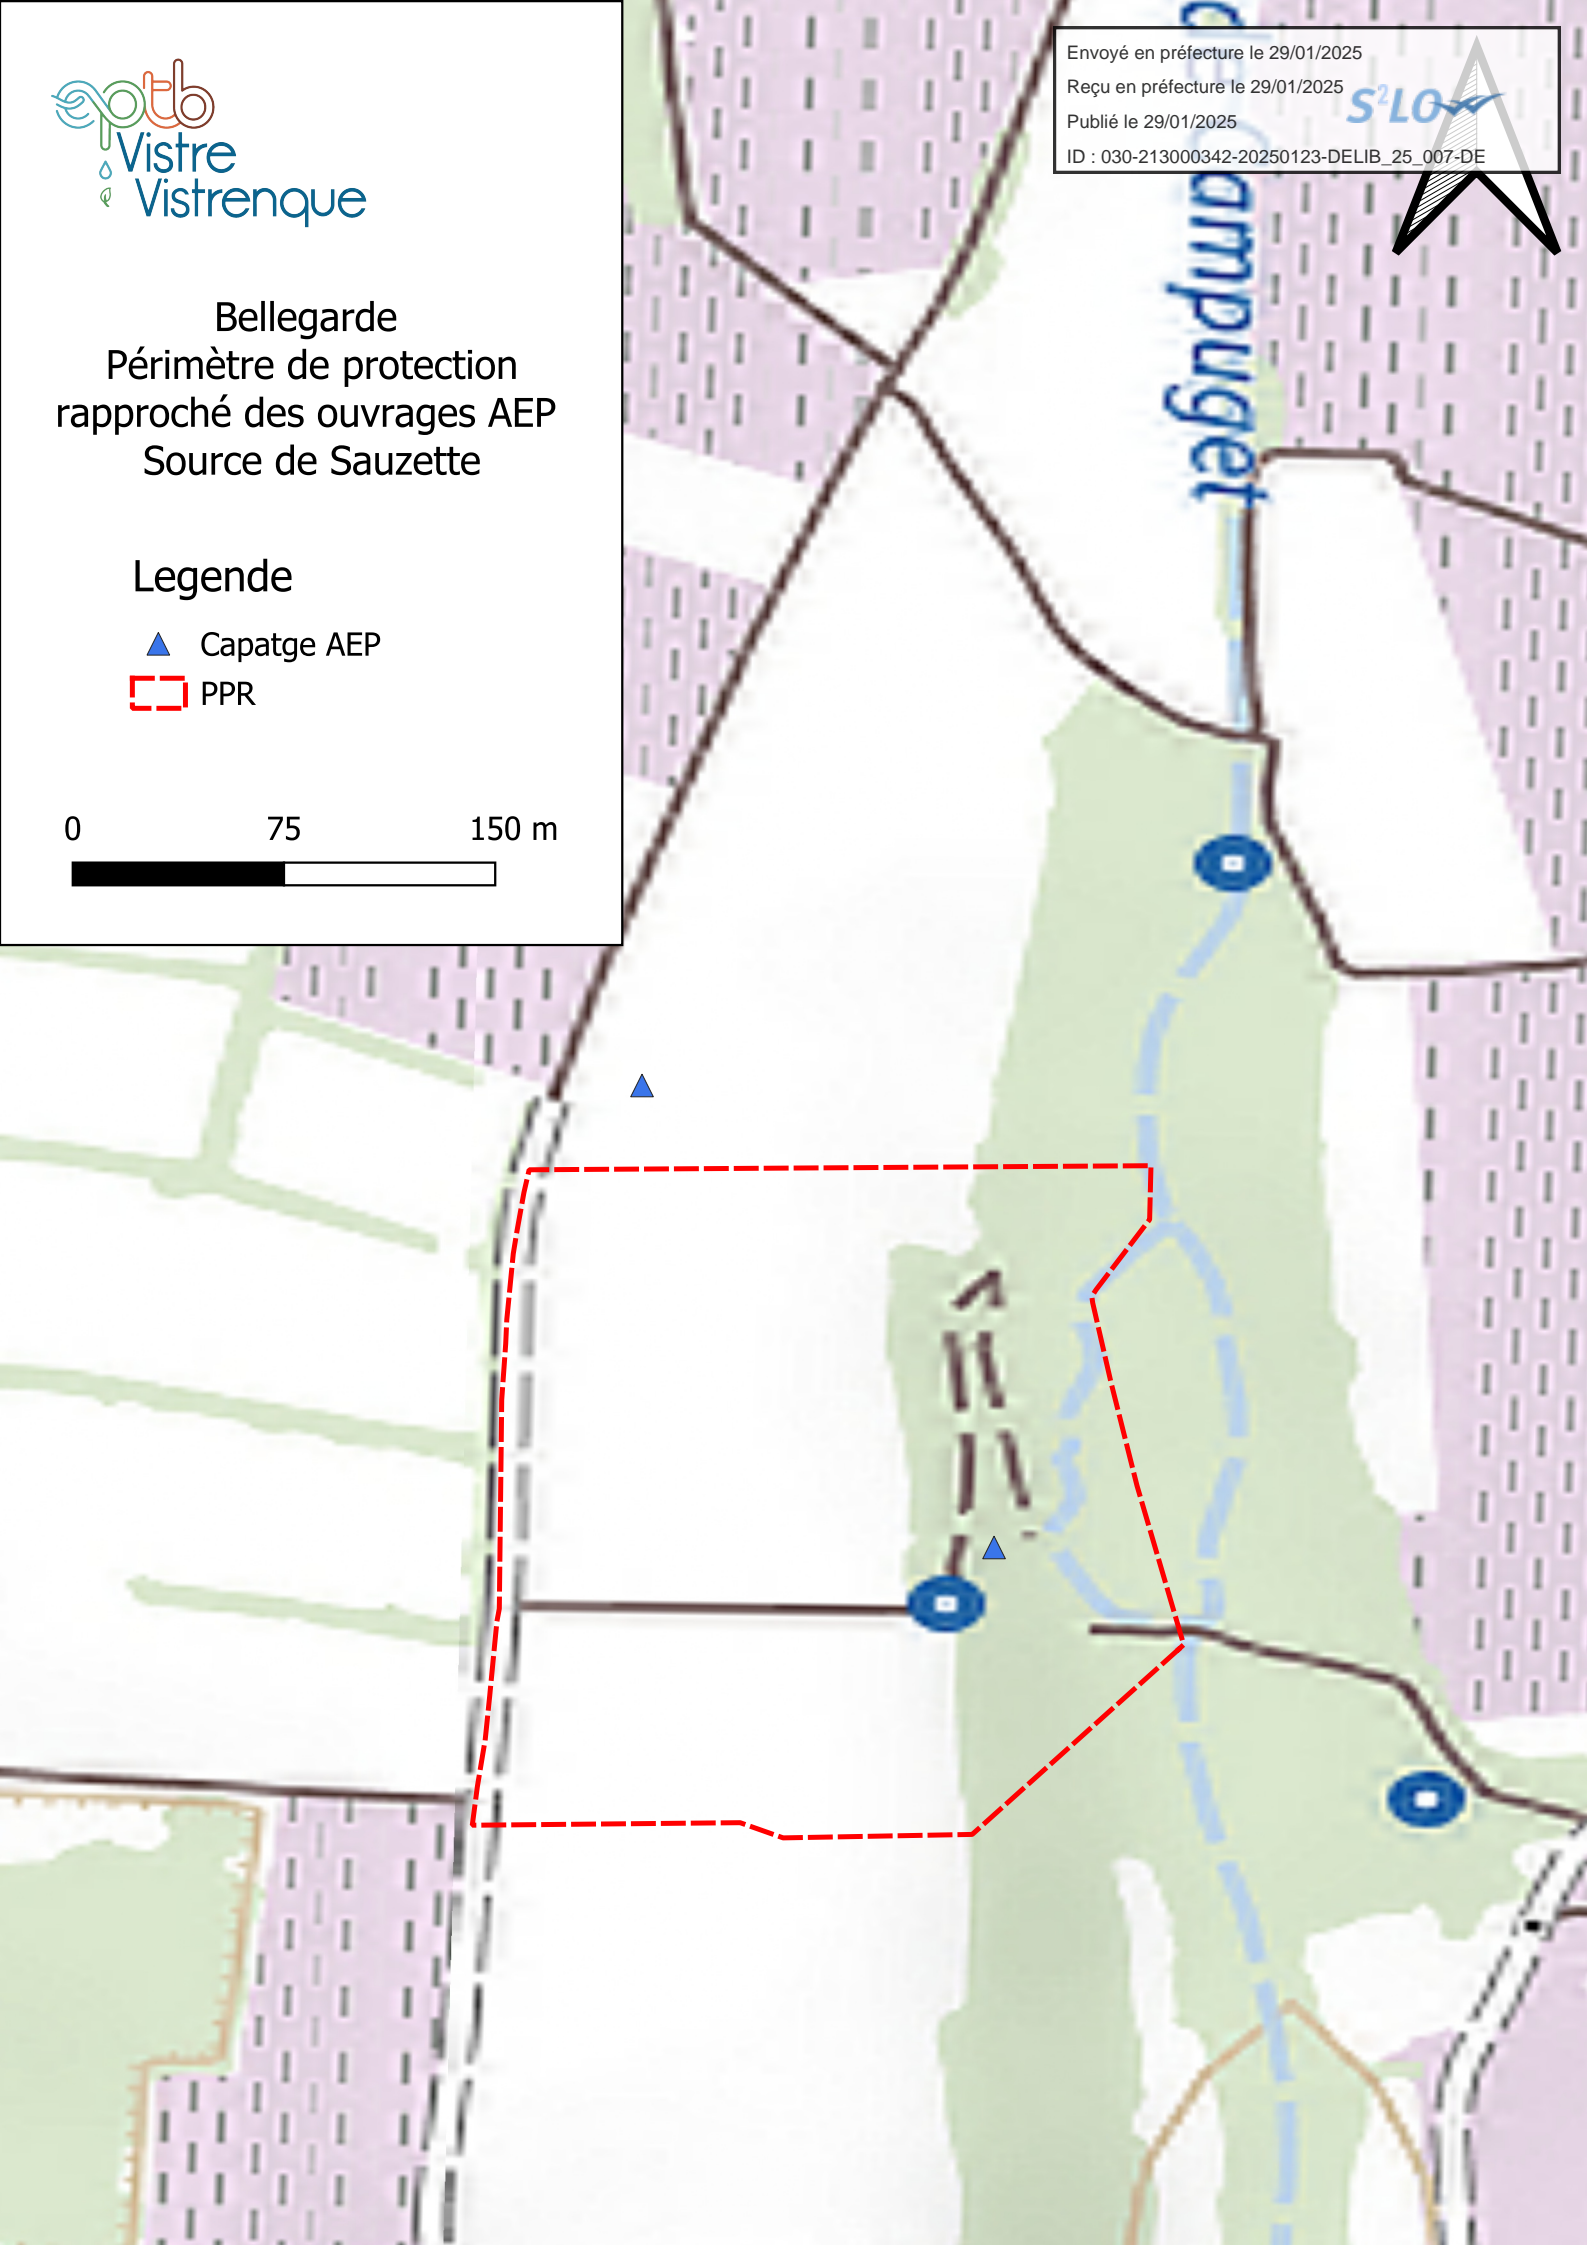 eptb
Vistre
Vistrenque
Bellegarde
Périmètre de protection
rapproché des ouvrages AEP
Source de Sauzette
Legende
Capatge AEP
PPR
0 75 150 m
Envoyé en préfecture le 29/01/2025
Reçu en préfecture le 29/01/2025
Publié le 29/01/2025
ID : 030-213000342-20250123-DELIB_25_007-DE
S²LO
de Campuget